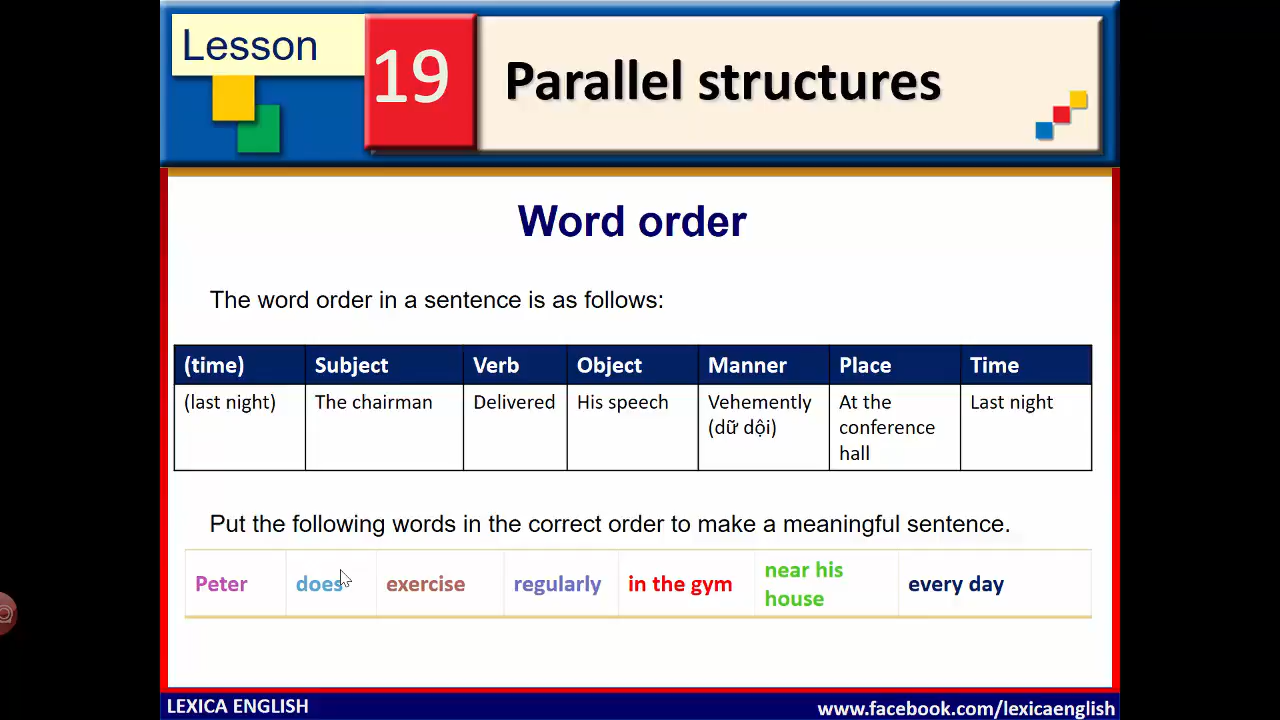 Lesson
19
Parallel structures
Word order
The word order in a sentence is as follows:
(time) Subject Verb Object Manner Place Time
(last night) The chairman Delivered His speech Vehemently At the Last night
(dữ dội) conference
hall
Put the following words in the correct order to make a meaningful sentence.
Peter does exercise regularly in the gym near his house every day
LEXICA ENGLISH
www.facebook.com/lexicaenglish